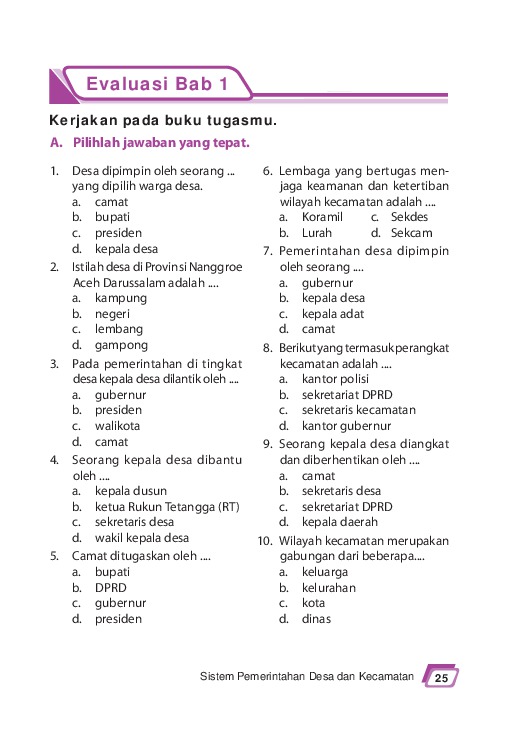 Evaluasi Bab 1
Kerjakan pada buku tugasmu.
A. Pilihlah jawaban yang tepat.
1. Desa dipimpin oleh seorang ...
yang dipilih warga desa.
a. camat
b. bupati
c. presiden
d. kepala desa
2. Istilah desa di Provinsi Nanggroe
Aceh Darussalam adalah ....
a. kampung
b. negeri
c. lembang
d. gampong
3. Pada pemerintahan di tingkat
desa kepala desa dilantik oleh ....
a. gubernur
b. presiden
c. walikota
d. camat
4. Seorang kepala desa dibantu
oleh ....
a. kepala dusun
b. ketua Rukun Tetangga (RT)
c. sekretaris desa
d. wakil kepala desa
5. Camat ditugaskan oleh ....
a. bupati
b. DPRD
c. gubernur
d. presiden
6. Lembaga yang bertugas men-
jaga keamanan dan ketertiban
wilayah kecamatan adalah ....
a. Koramil c. Sekdes
b. Lurah d. Sekcam
7. Pemerintahan desa dipimpin
oleh seorang ....
a. gubernur
b. kepala desa
c. kepala adat
d. camat
8. Berikut yang termasuk perangkat
kecamatan adalah ....
a. kantor polisi
b. sekretariat DPRD
c. sekretaris kecamatan
d. kantor gubernur
9. Seorang kepala desa diangkat
dan diberhentikan oleh ....
a. camat
b. sekretaris desa
c. sekretariat DPRD
d. kepala daerah
10. Wilayah kecamatan merupakan
gabungan dari beberapa....
a. keluarga
b. kelurahan
c. kota
d. dinas
Sistem Pemerintahan Desa dan Kecamatan 25